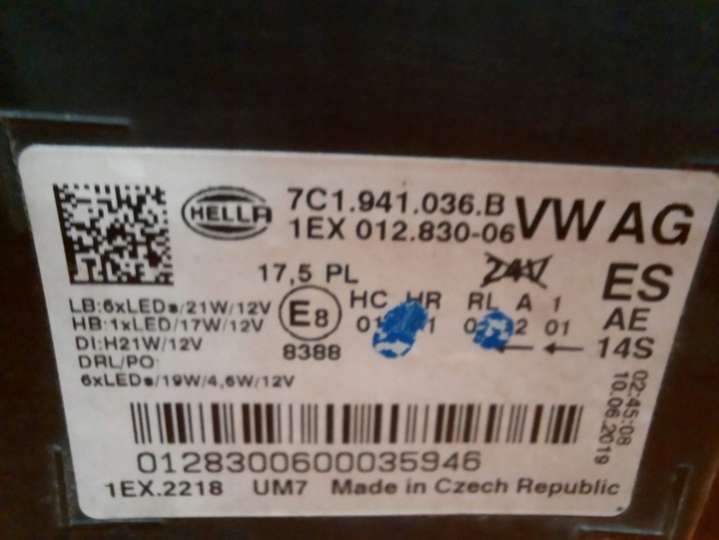 HELLA
7C1.941.036.B
1EX 012.830-06
VW AG
17,5 PL
24V
ES
LB:6xLEDs/21W/12V
HB:1xLED/17W/12V
DI:H21W/12V
DRL/PO:
6xLEDs/19W/4,6W/12V
E8
8388
HC HR RL A 1
01
AE
14S
02:45:08
10.06.2019
0128300600035946
1EX.2218 UM7 Made in Czech Republic